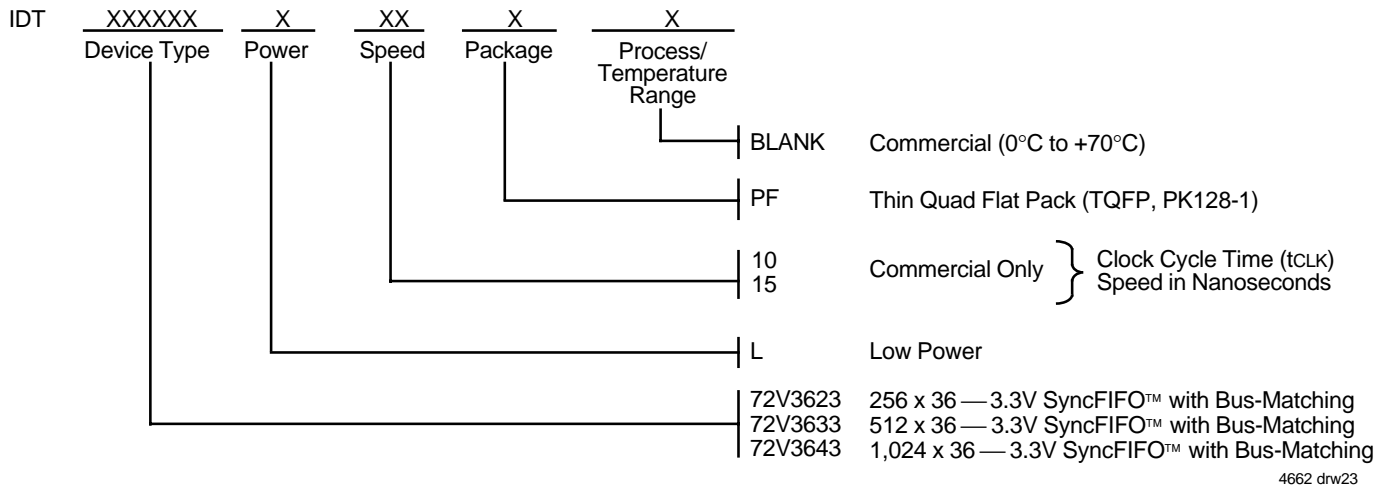 IDT XXXXXX X XX X X
Device Type Power Speed Package Process/
Temperature
Range
BLANK Commercial (0°C to +70°C)
PF Thin Quad Flat Pack (TQFP, PK128-1)
10
15
Commercial Only
Clock Cycle Time (tCLK)
Speed in Nanoseconds
L Low Power
72V3623 256 x 36 — 3.3V SyncFIFO™ with Bus-Matching
72V3633 512 x 36 — 3.3V SyncFIFO™ with Bus-Matching
72V3643 1,024 x 36 — 3.3V SyncFIFO™ with Bus-Matching
4662 drw23